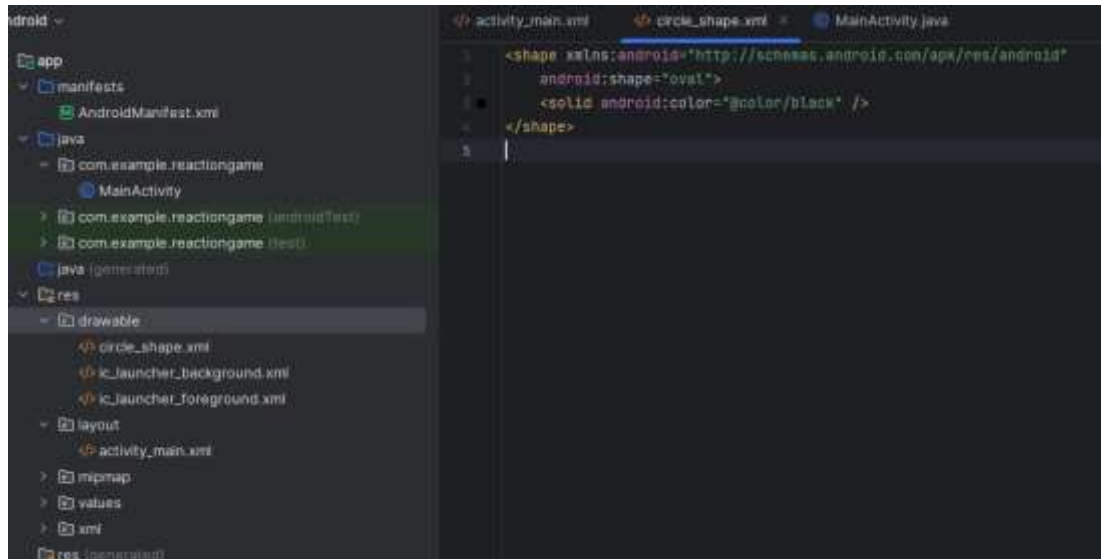 ndroid
app
manifests
AndroidManifest.xml
java
com.example.reactiongame
MainActivity
com.example.reactiongame (androidTest)
com.example.reactiongame (test)
java (generated)
res
drawable
circle_shape.xml
ic_launcher_background.xml
ic_launcher_foreground.xml
layout
activity_main.xml
mipmap
values
xml
res (generated)
activity_main.xml circle_shape.xml MainActivity.java
1 <shape xmlns:android="http://schemas.android.com/apk/res/android"
2 android:shape="oval">
3 <solid android:color="@color/black" />
4 </shape>
5